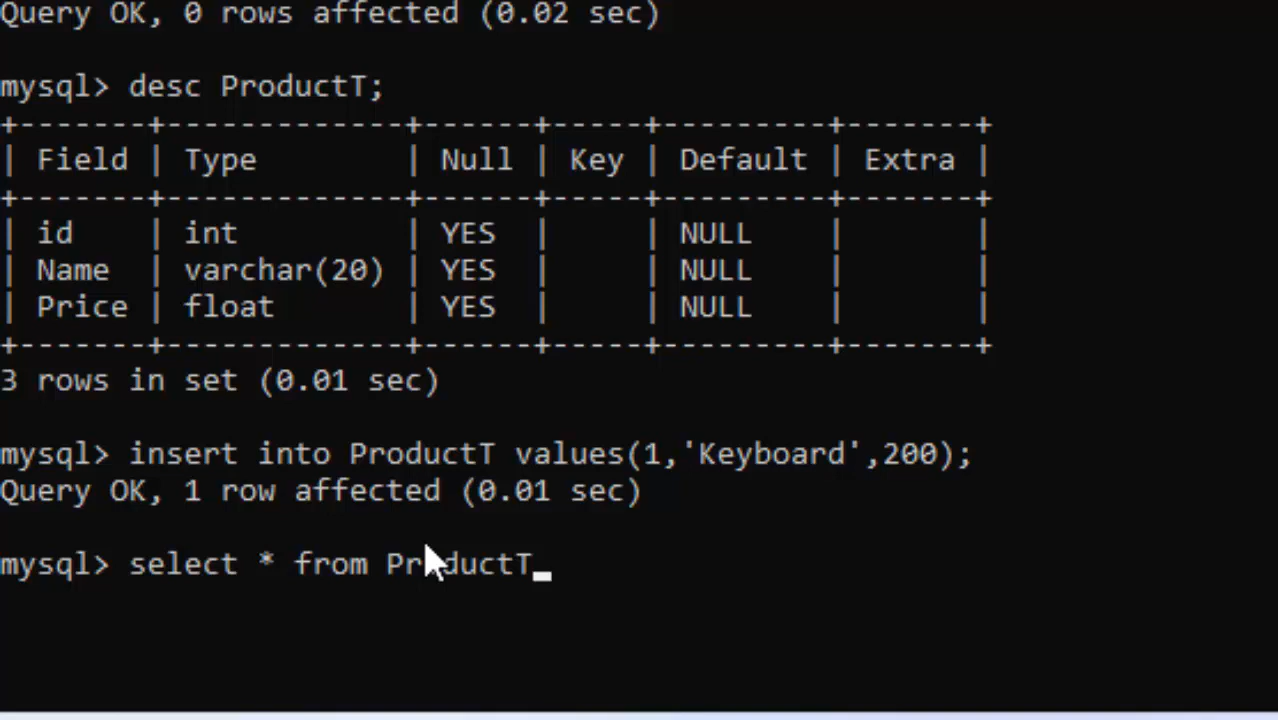 Query OK, 0 rows affected (0.02 sec)
mysql> desc ProductT;
+-------+-------------+------+-----+---------+-------+
| Field | Type        | Null | Key | Default | Extra |
+-------+-------------+------+-----+---------+-------+
| id    | int         | YES  |     | NULL    |       |
| Name  | varchar(20) | YES  |     | NULL    |       |
| Price | float       | YES  |     | NULL    |       |
+-------+-------------+------+-----+---------+-------+
3 rows in set (0.01 sec)
mysql> insert into ProductT values(1,'Keyboard',200);
Query OK, 1 row affected (0.01 sec)
mysql> select * from ProductT_